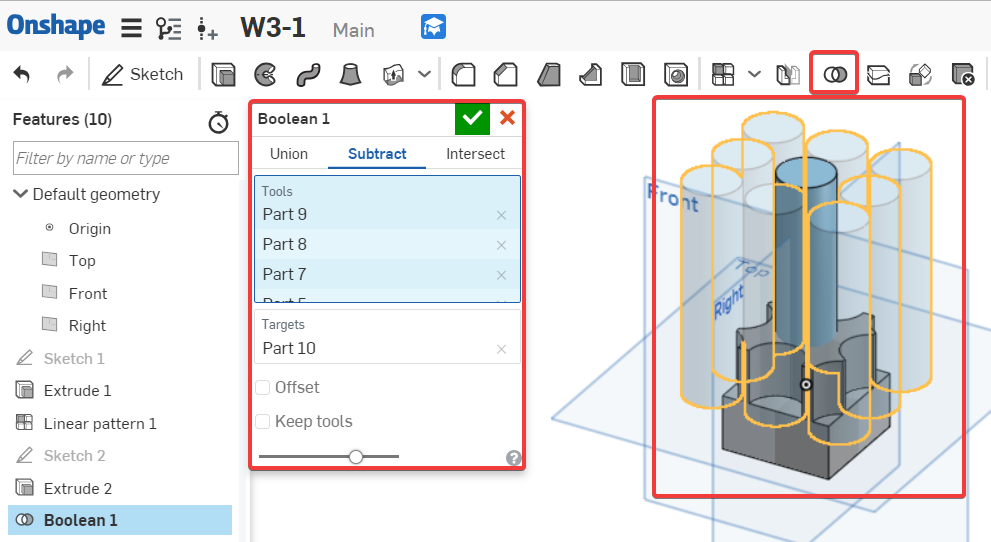 Onshape W3-1 Main
Sketch
Features (10)
Filter by name or type
Default geometry
Origin
Top
Front
Right
Sketch 1
Extrude 1
Linear pattern 1
Sketch 2
Extrude 2
Boolean 1
Boolean 1
Union Subtract Intersect
Tools
Part 9
Part 8
Part 7
Part 5
Targets
Part 10
Offset
Keep tools
?
Front
Top
Right